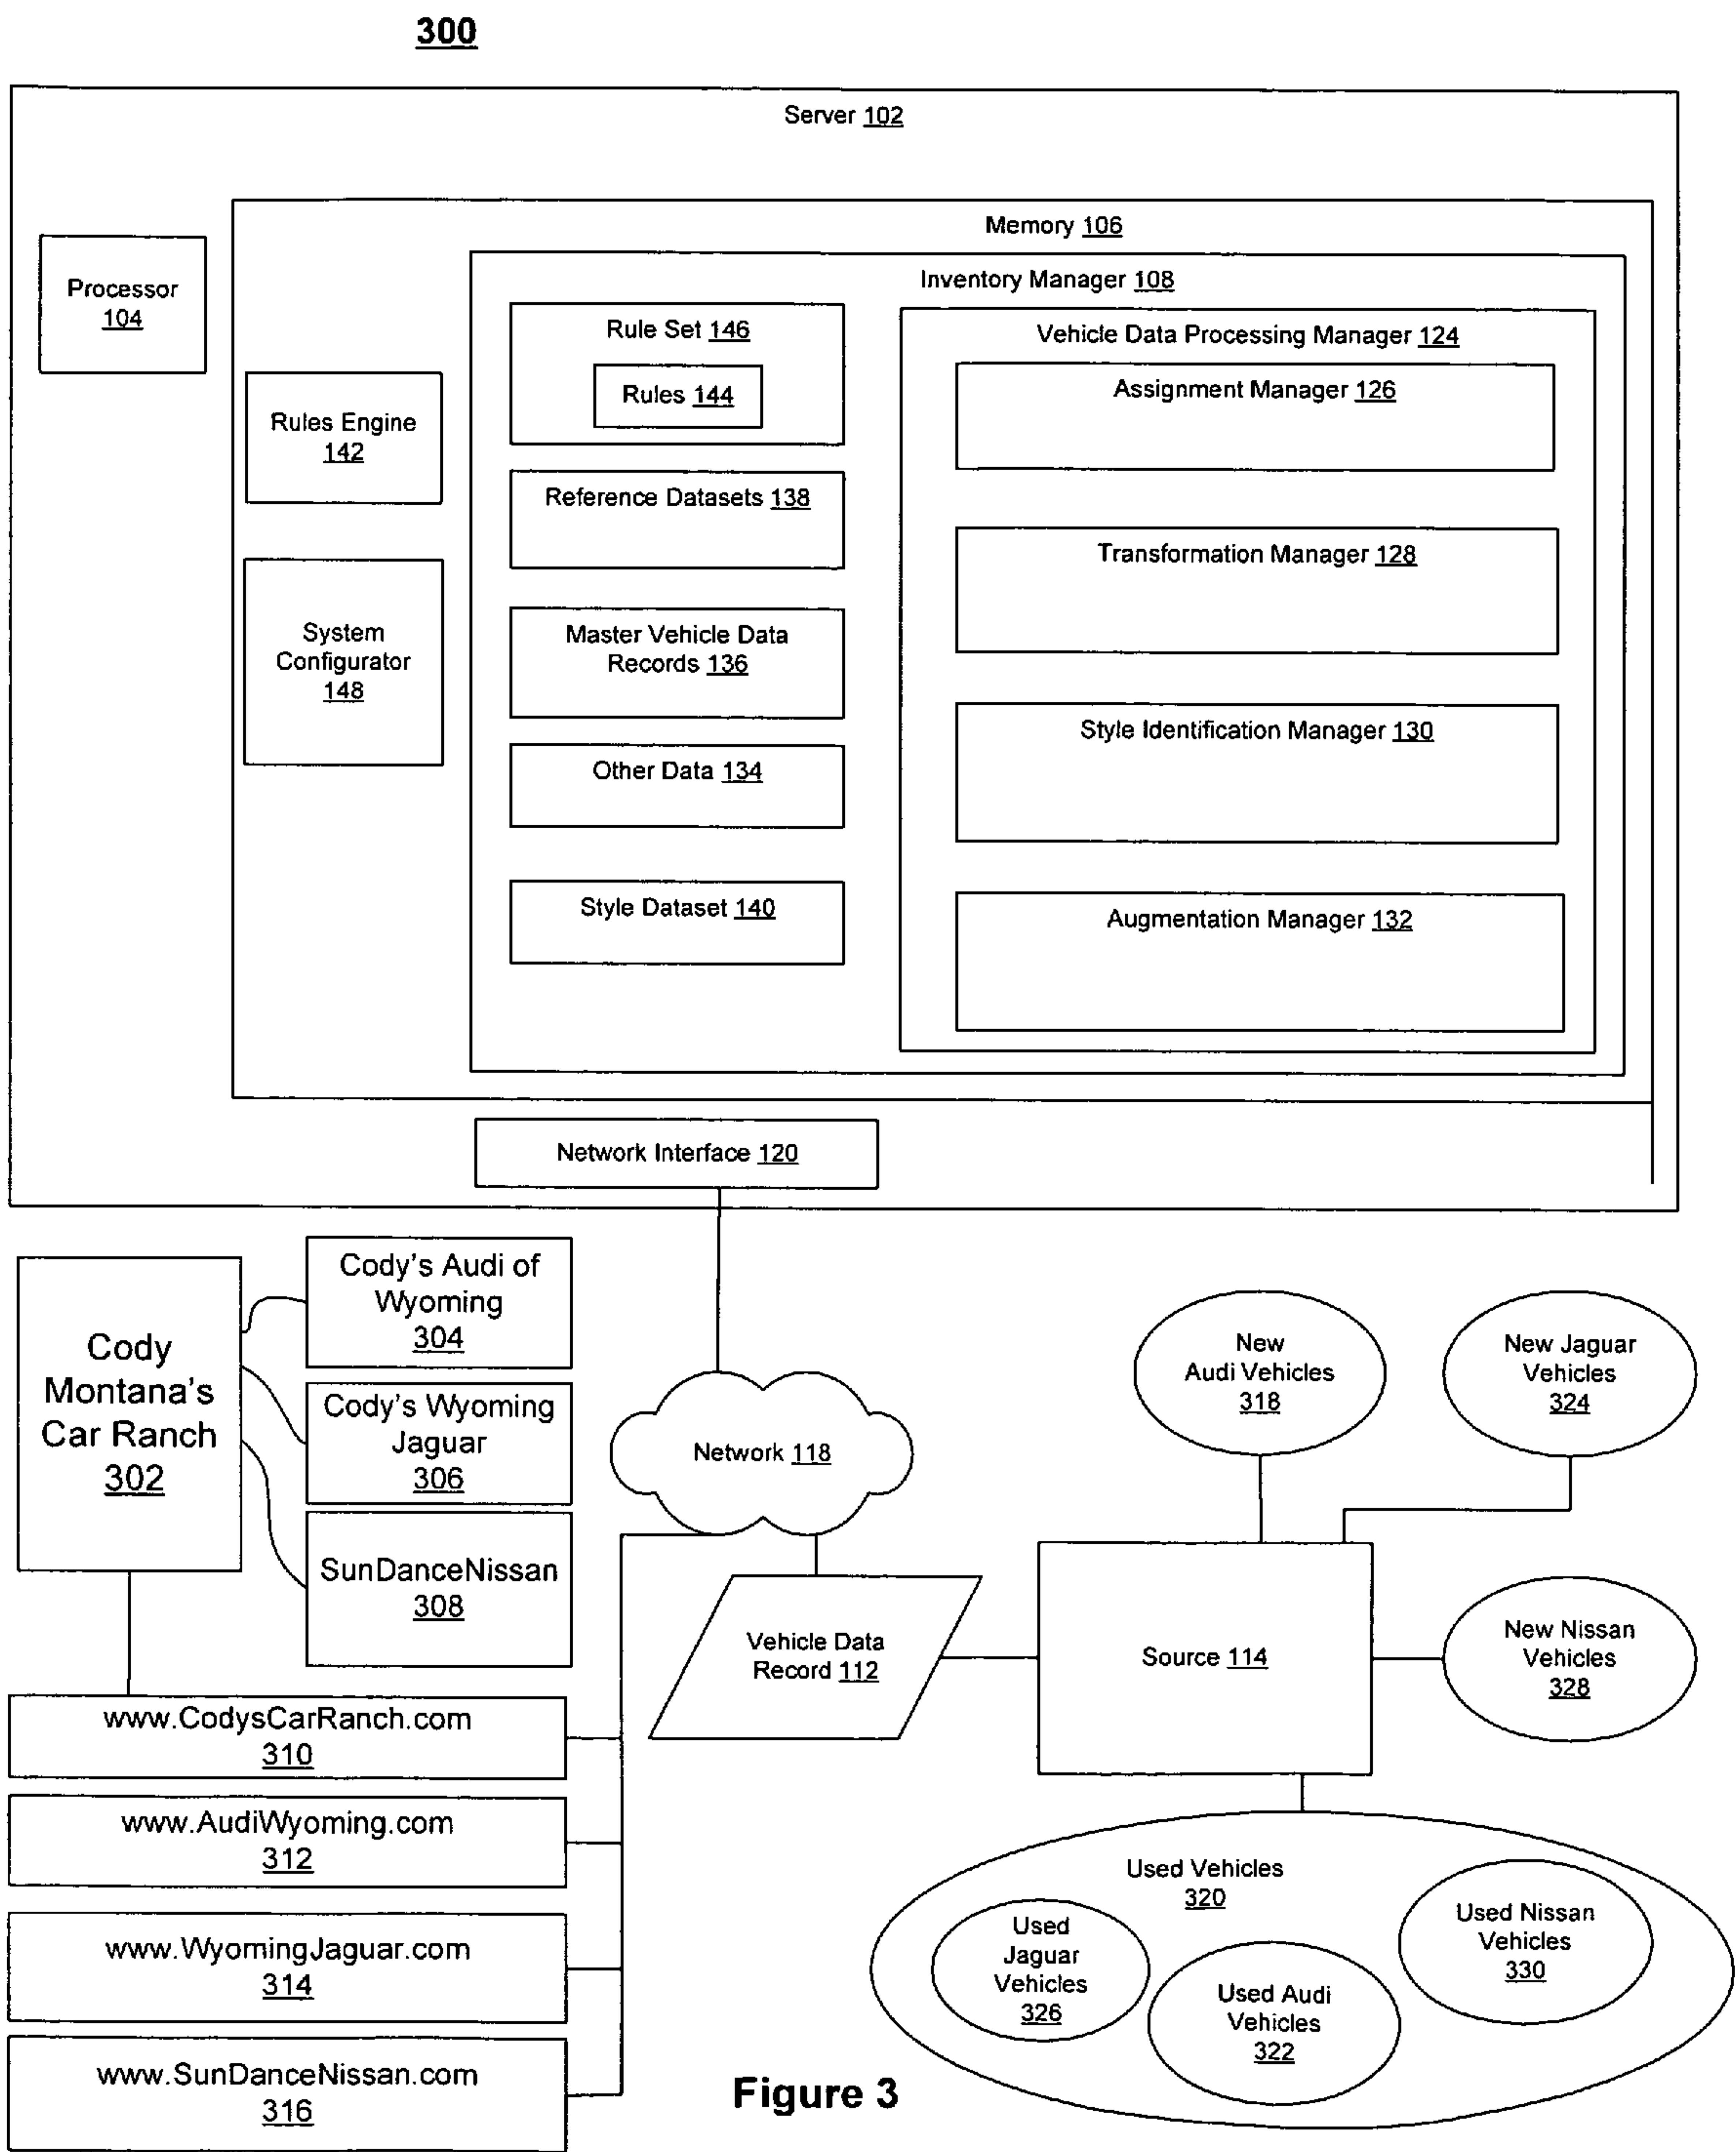 300
Server 102
Memory 106
Processor
104
Inventory Manager 108
Rule Set 146
Rules 144
Vehicle Data Processing Manager 124
Assignment Manager 126
Rules Engine
142
Reference Datasets 138
Transformation Manager 128
System
Configurator
148
Master Vehicle Data
Records 136
Style Identification Manager 130
Other Data 134
Style Dataset 140
Augmentation Manager 132
Network Interface 120
Cody
Montana's
Car Ranch
302
Cody's Audi of
Wyoming
304
Cody's Wyoming
Jaguar
306
SunDanceNissan
308
Network 118
New
Audi Vehicles
318
New Jaguar
Vehicles
324
Vehicle Data
Record 112
Source 114
New Nissan
Vehicles
328
www.CodysCarRanch.com
310
www.AudiWyoming.com
312
www.WyomingJaguar.com
314
www.SunDanceNissan.com
316
Used Vehicles
320
Used
Jaguar
Vehicles
326
Used Audi
Vehicles
322
Used Nissan
Vehicles
330
Figure 3